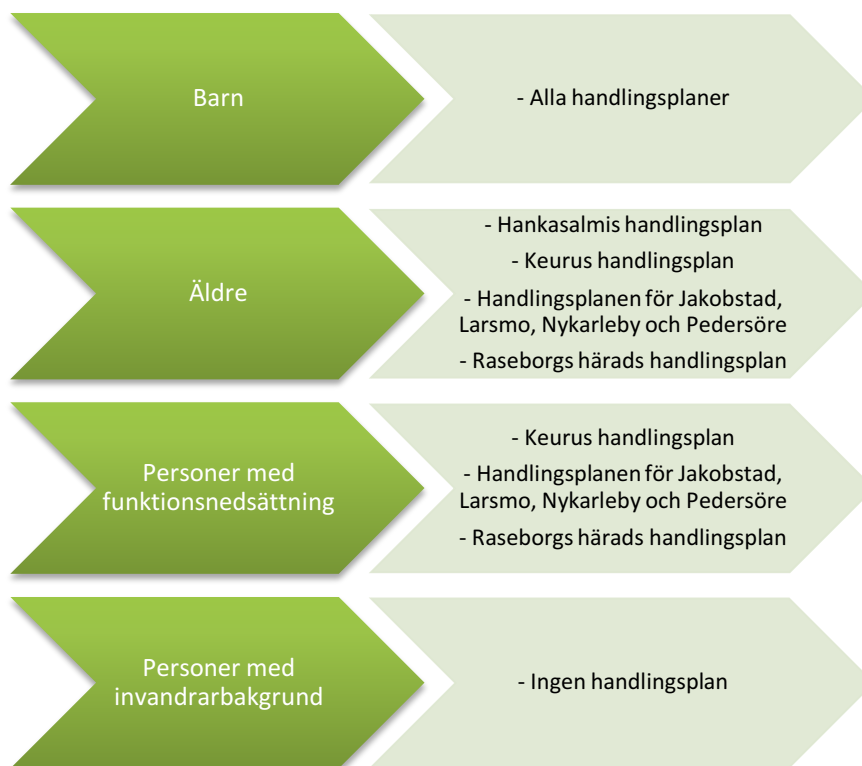 Barn
- Alla handlingsplaner
Äldre
- Hankasalmis handlingsplan
- Keurus handlingsplan
- Handlingsplanen för Jakobstad,
Larsmo, Nykarleby och Pedersöre
- Raseborgs härads handlingsplan
Personer med
funktionsnedsättning
- Keurus handlingsplan
- Handlingsplanen för Jakobstad,
Larsmo, Nykarleby och Pedersöre
- Raseborgs härads handlingsplan
Personer med
invandrarbakgrund
- Ingen handlingsplan